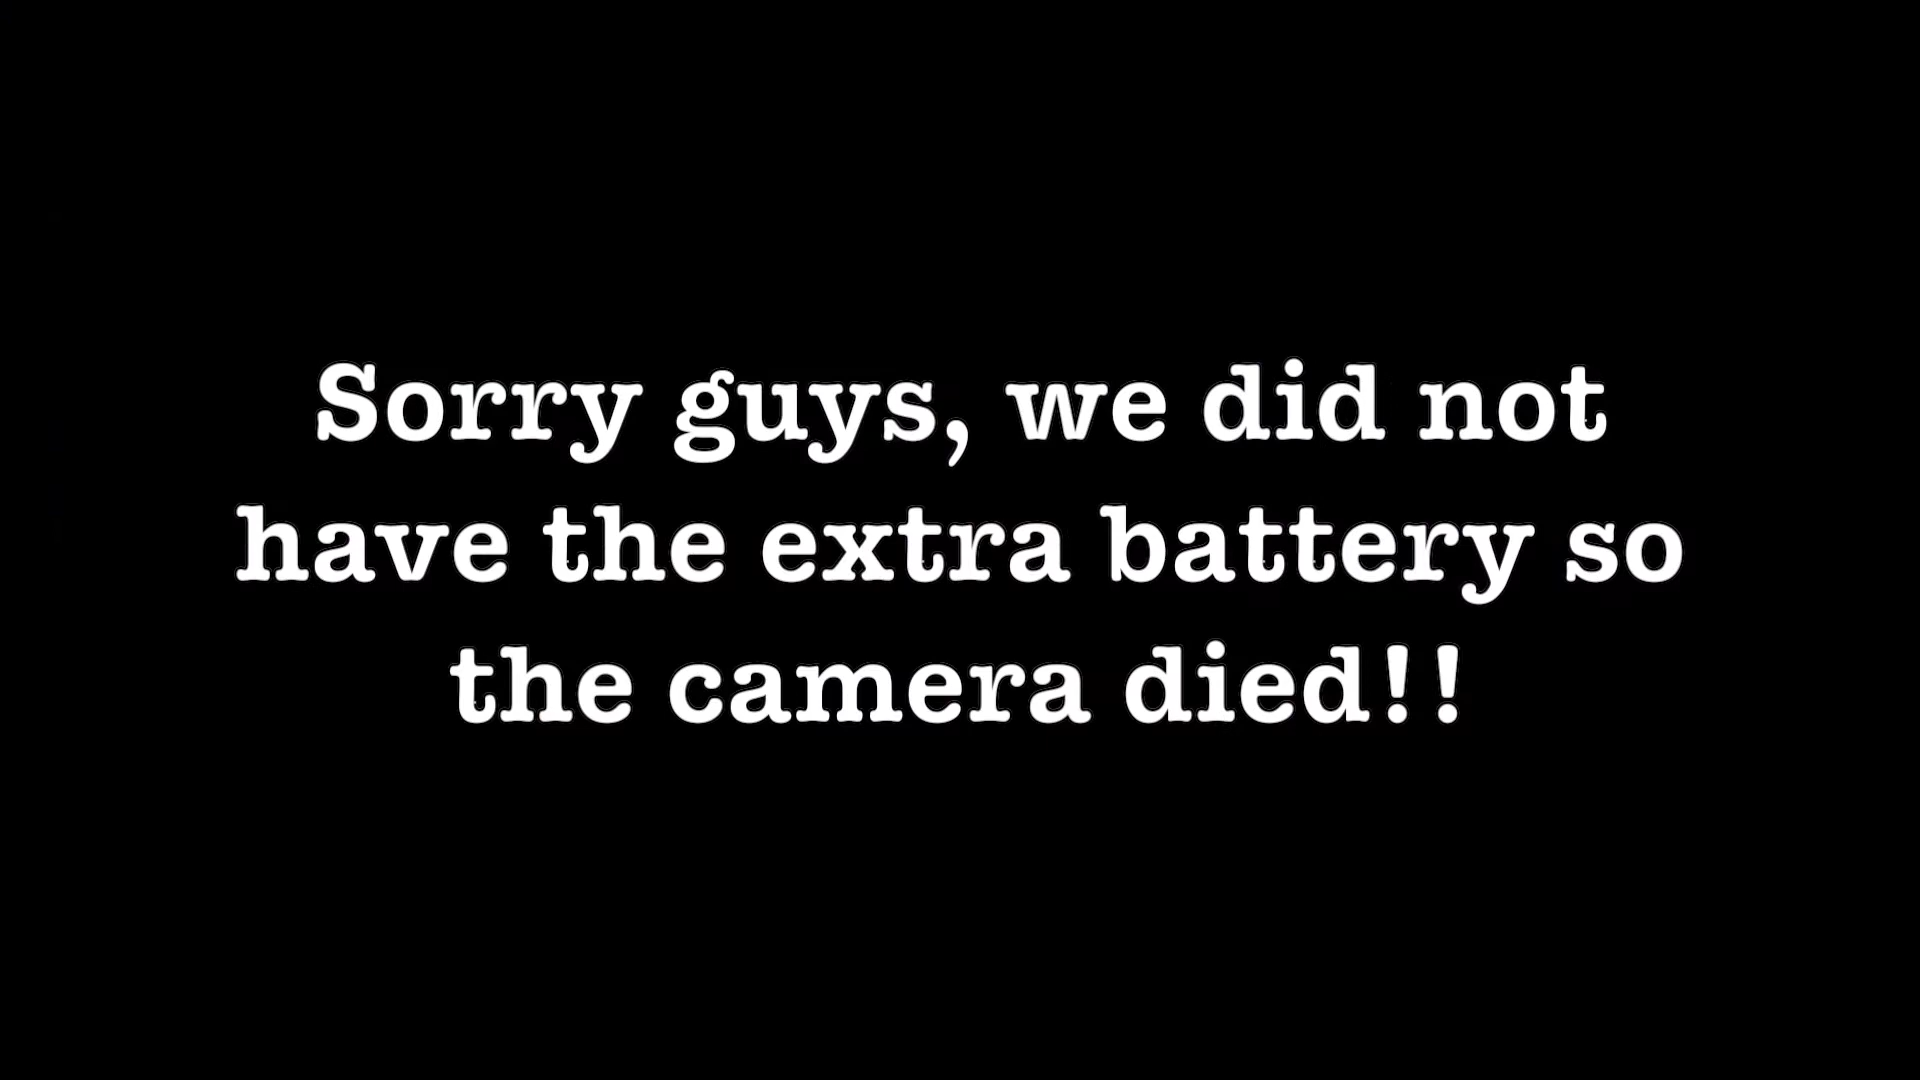 Sorry guys, we did not
have the extra battery so
the camera died!!